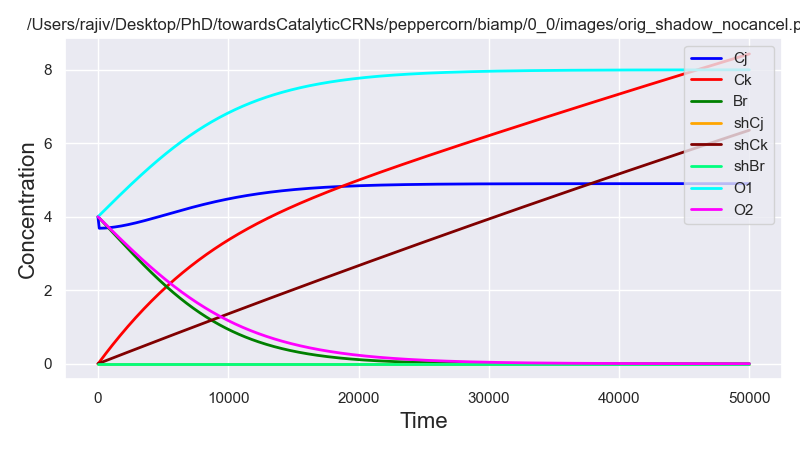 /Users/rajiv/Desktop/PhD/towardsCatalyticCRNs/peppercorn/biamp/0_0/images/orig_shadow_nocancel.p
8
6
4
2
0
Concentration
Cj
Ck
Br
shCj
shCk
shBr
O1
O2
0
10000
20000
30000
40000
50000
Time